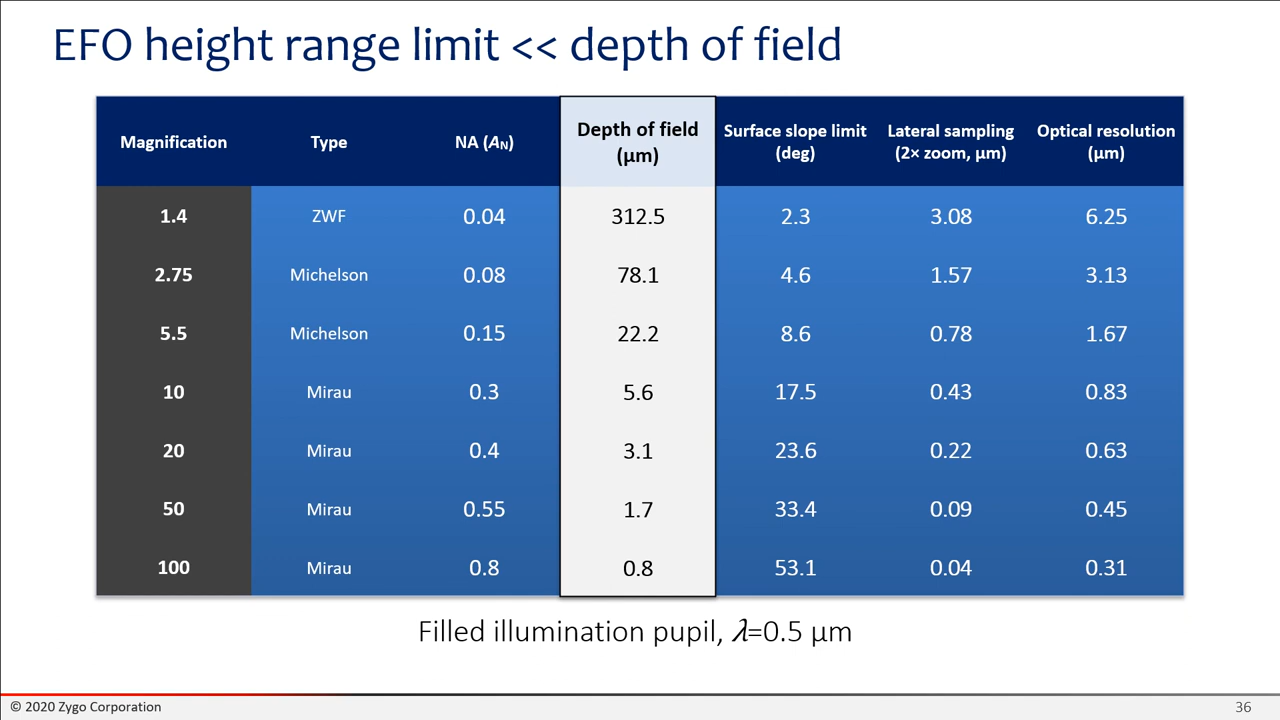 EFO height range limit << depth of field
Magnification Type NA (AN) Depth of field (µm) Surface slope limit (deg) Lateral sampling (2× zoom, µm) Optical resolution (µm)
1.4 ZWF 0.04 312.5 2.3 3.08 6.25
2.75 Michelson 0.08 78.1 4.6 1.57 3.13
5.5 Michelson 0.15 22.2 8.6 0.78 1.67
10 Mirau 0.3 5.6 17.5 0.43 0.83
20 Mirau 0.4 3.1 23.6 0.22 0.63
50 Mirau 0.55 1.7 33.4 0.09 0.45
100 Mirau 0.8 0.8 53.1 0.04 0.31
Filled illumination pupil, λ=0.5 µm
© 2020 Zygo Corporation
36